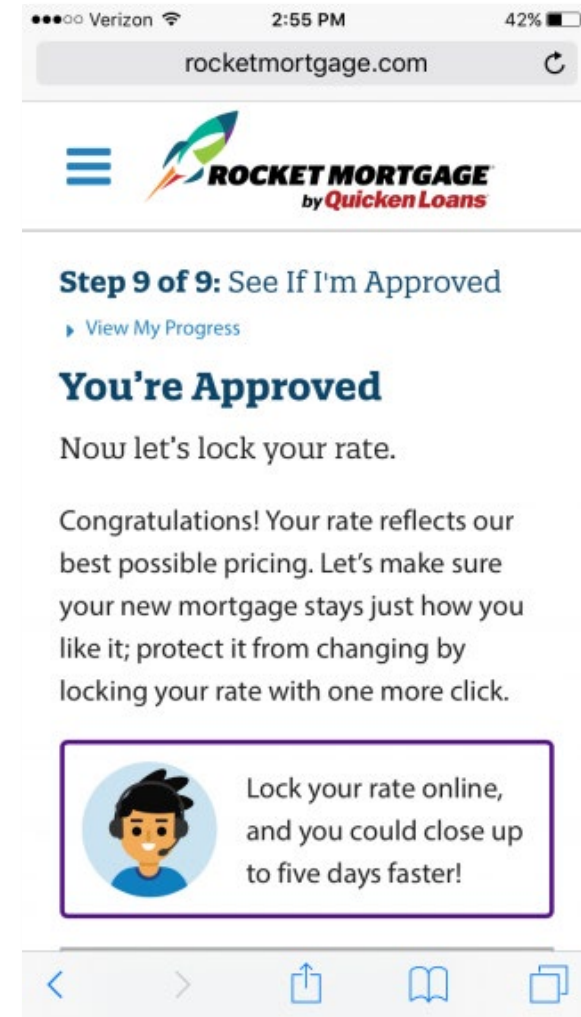 Verizon 2:55 PM 42%
rocketmortgage.com
ROCKET MORTGAGE
by Quicken Loans
Step 9 of 9: See If I'm Approved
View My Progress
You're Approved
Now let's lock your rate.
Congratulations! Your rate reflects our
best possible pricing. Let's make sure
your new mortgage stays just how you
like it; protect it from changing by
locking your rate with one more click.
Lock your rate online,
and you could close up
to five days faster!